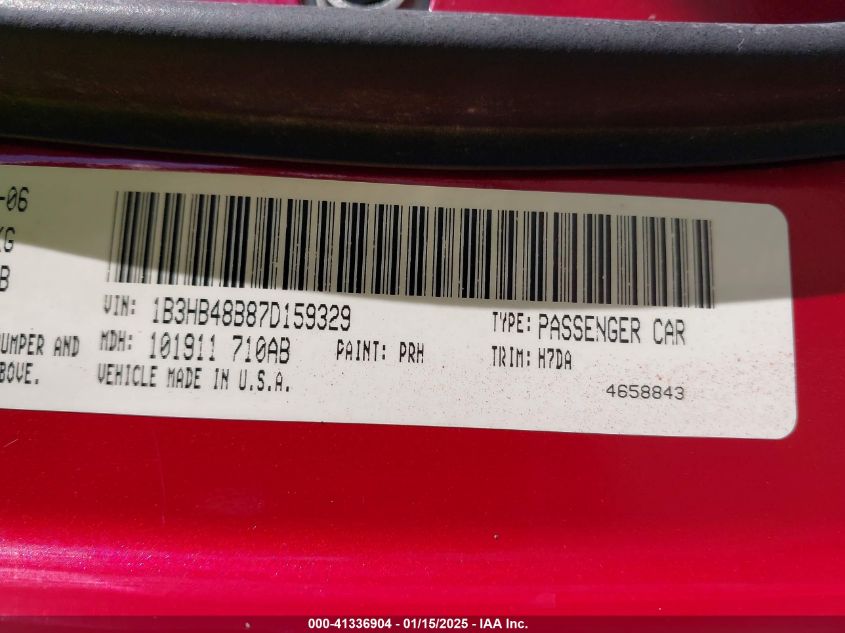 -06
KG
B
VIN: 1B3HB48B87D159329
TYPE: PASSENGER CAR
UMPER AND
MDH: 101911 710AB
PAINT: PRH
TRIM: H7DA
BOVE.
VEHICLE MADE IN U.S.A.
4658843
000-41336904 - 01/15/2025 - IAA Inc.